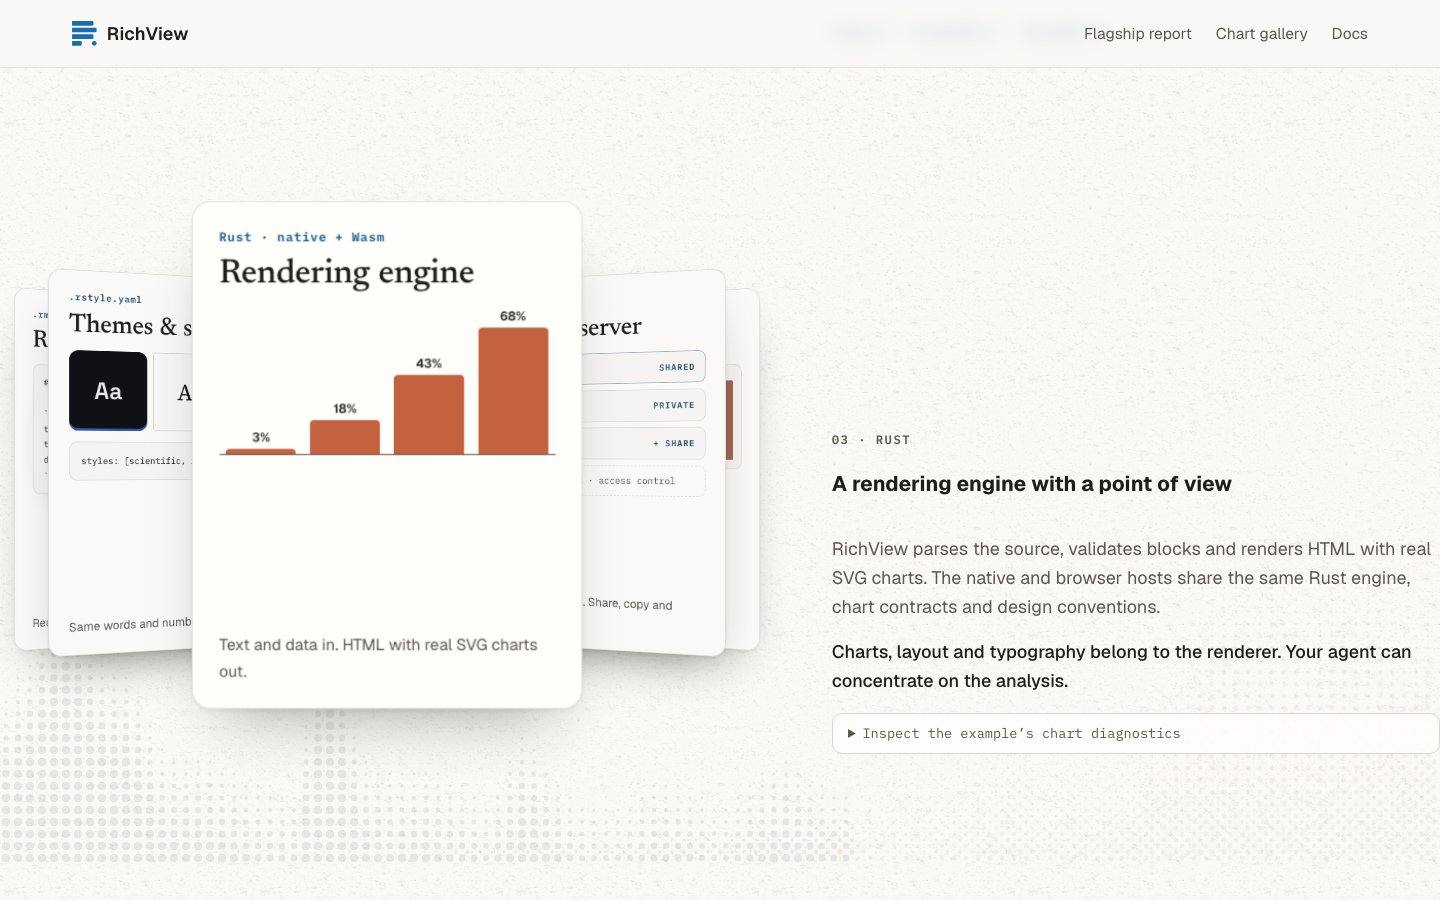 RichView
Flagship report
Chart gallery
Docs
.rstyle.yaml
Themes & s
Aa
A
styles: [scientific,
Same words and numb
Rust · native + Wasm
Rendering engine
3%
18%
43%
68%
Text and data in. HTML with real SVG charts
out.
server
SHARED
PRIVATE
+ SHARE
· access control
. Share, copy and
03 · RUST
A rendering engine with a point of view
RichView parses the source, validates blocks and renders HTML with real
SVG charts. The native and browser hosts share the same Rust engine,
chart contracts and design conventions.
Charts, layout and typography belong to the renderer. Your agent can
concentrate on the analysis.
Inspect the example’s chart diagnostics